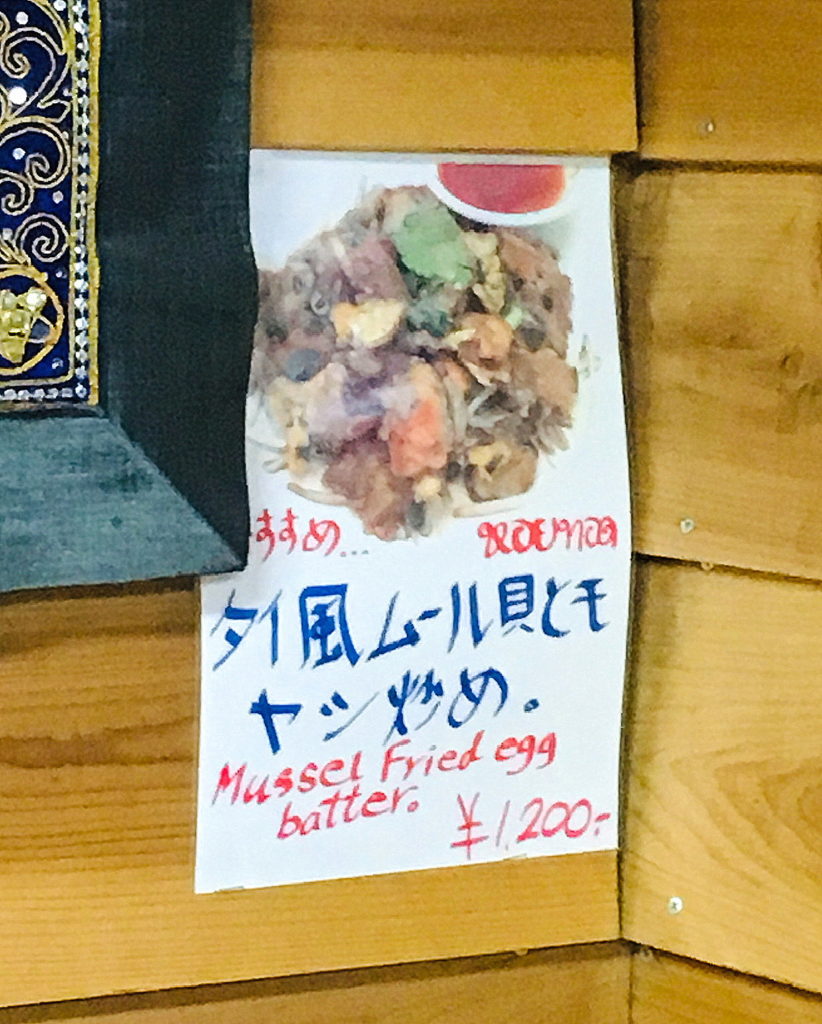 すすめ...
タイ風ムール貝とモ
ヤシ炒め。
Mussel Fried egg
batter.
¥1,200-